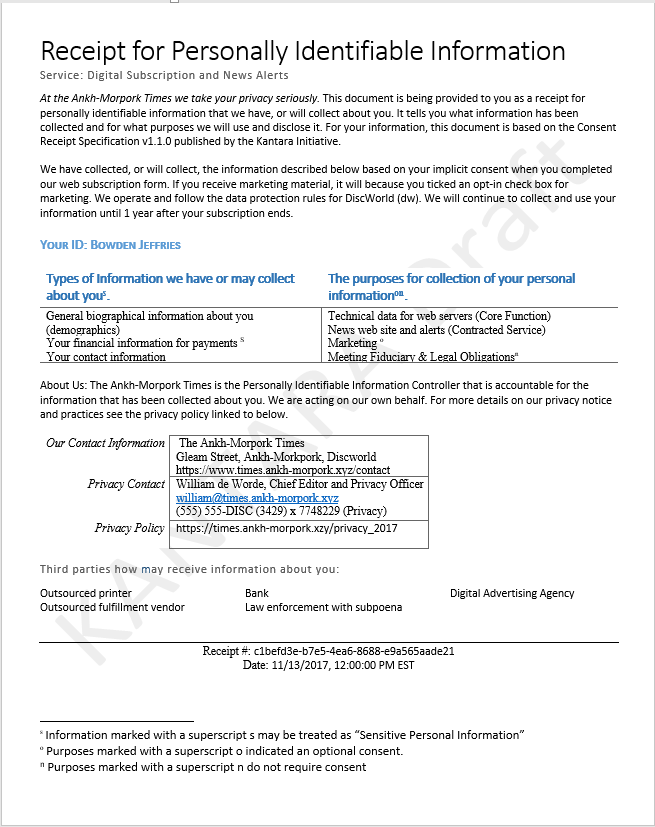 Receipt for Personally Identifiable Information
Service: Digital Subscription and News Alerts
At the Ankh-Morpork Times we take your privacy seriously. This document is being provided to you as a receipt for
personally identifiable information that we have, or will collect about you. It tells you what information has been
collected and for what purposes we will use and disclose it. For your information, this document is based on the Consent
Receipt Specification v1.1.0 published by the Kantara Initiative.
We have collected, or will collect, the information described below based on your implicit consent when you completed
our web subscription form. If you receive marketing material, it will because you ticked an opt-in check box for
marketing. We operate and follow the data protection rules for DiscWorld (dw). We will continue to collect and use your
information until 1 year after your subscription ends.
YOUR ID: BOWDEN JEFFRIES
Types of Information we have or may collect
about you^s.
The purposes for collection of your personal
information^on.
General biographical information about you
(demographics)
Your financial information for payments ^s
Your contact information
Technical data for web servers (Core Function)
News web site and alerts (Contracted Service)
Marketing ^o
Meeting Fiduciary & Legal Obligations^n
About Us: The Ankh-Morpork Times is the Personally Identifiable Information Controller that is accountable for the
information that has been collected about you. We are acting on our own behalf. For more details on our privacy notice
and practices see the privacy policy linked to below.
Our Contact Information
The Ankh-Morpork Times
Gleam Street, Ankh-Morkpork, Discworld
https://www.times.ankh-morpork.xyz/contact
Privacy Contact
William de Worde, Chief Editor and Privacy Officer
william@times.ankh-morpork.xyz
(555) 555-DISC (3429) x 7748229 (Privacy)
Privacy Policy
https://times.ankh-morpork.xzy/privacy_2017
Third parties how may receive information about you:
Outsourced printer
Outsourced fulfillment vendor
Bank
Law enforcement with subpoena
Digital Advertising Agency
Receipt #: c1befd3e-b7e5-4ea6-8688-e9a565aade21
Date: 11/13/2017, 12:00:00 PM EST
^s Information marked with a superscript s may be treated as “Sensitive Personal Information”
^o Purposes marked with a superscript o indicated an optional consent.
^n Purposes marked with a superscript n do not require consent
KANTARA Draft